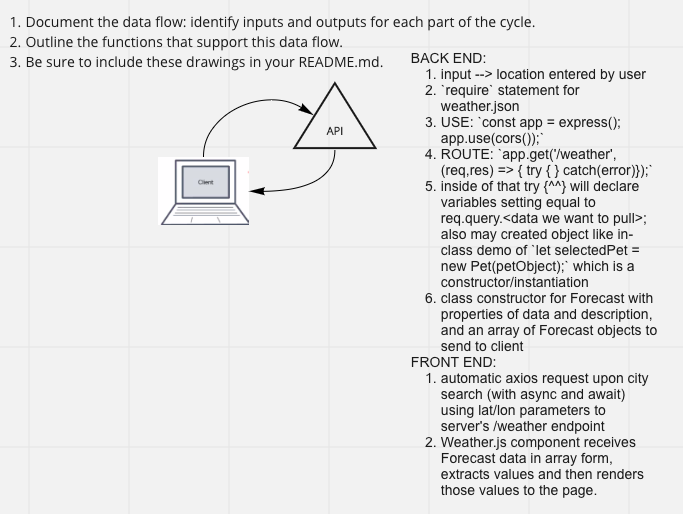 1. Document the data flow: identify inputs and outputs for each part of the cycle.
2. Outline the functions that support this data flow.
3. Be sure to include these drawings in your README.md.
API
Client
BACK END:
1. input --> location entered by user
2. `require` statement for
weather.json
3. USE: `const app = express();
app.use(cors());`
4. ROUTE: `app.get('/weather',
(req,res) => { try { } catch(error)});`
5. inside of that try {^^} will declare
variables setting equal to
req.query.<data we want to pull>;
also may created object like in-
class demo of `let selectedPet =
new Pet(petObject);` which is a
constructor/instantiation
6. class constructor for Forecast with
properties of data and description,
and an array of Forecast objects to
send to client
FRONT END:
1. automatic axios request upon city
search (with async and await)
using lat/lon parameters to
server's /weather endpoint
2. Weather.js component receives
Forecast data in array form,
extracts values and then renders
those values to the page.